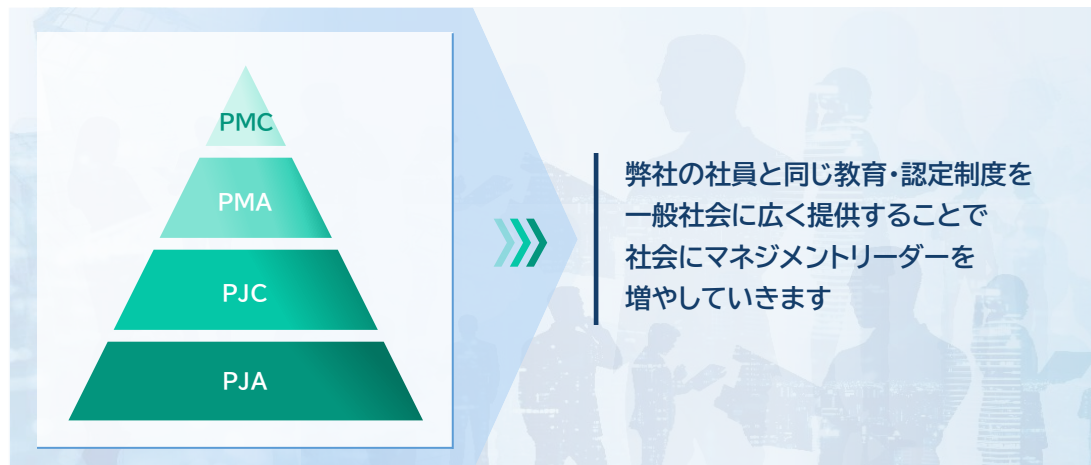 PMC
PMA
PJC
PJA
弊社の社員と同じ教育・認定制度を
一般社会に広く提供することで
社会にマネジメントリーダーを
増やしていきます